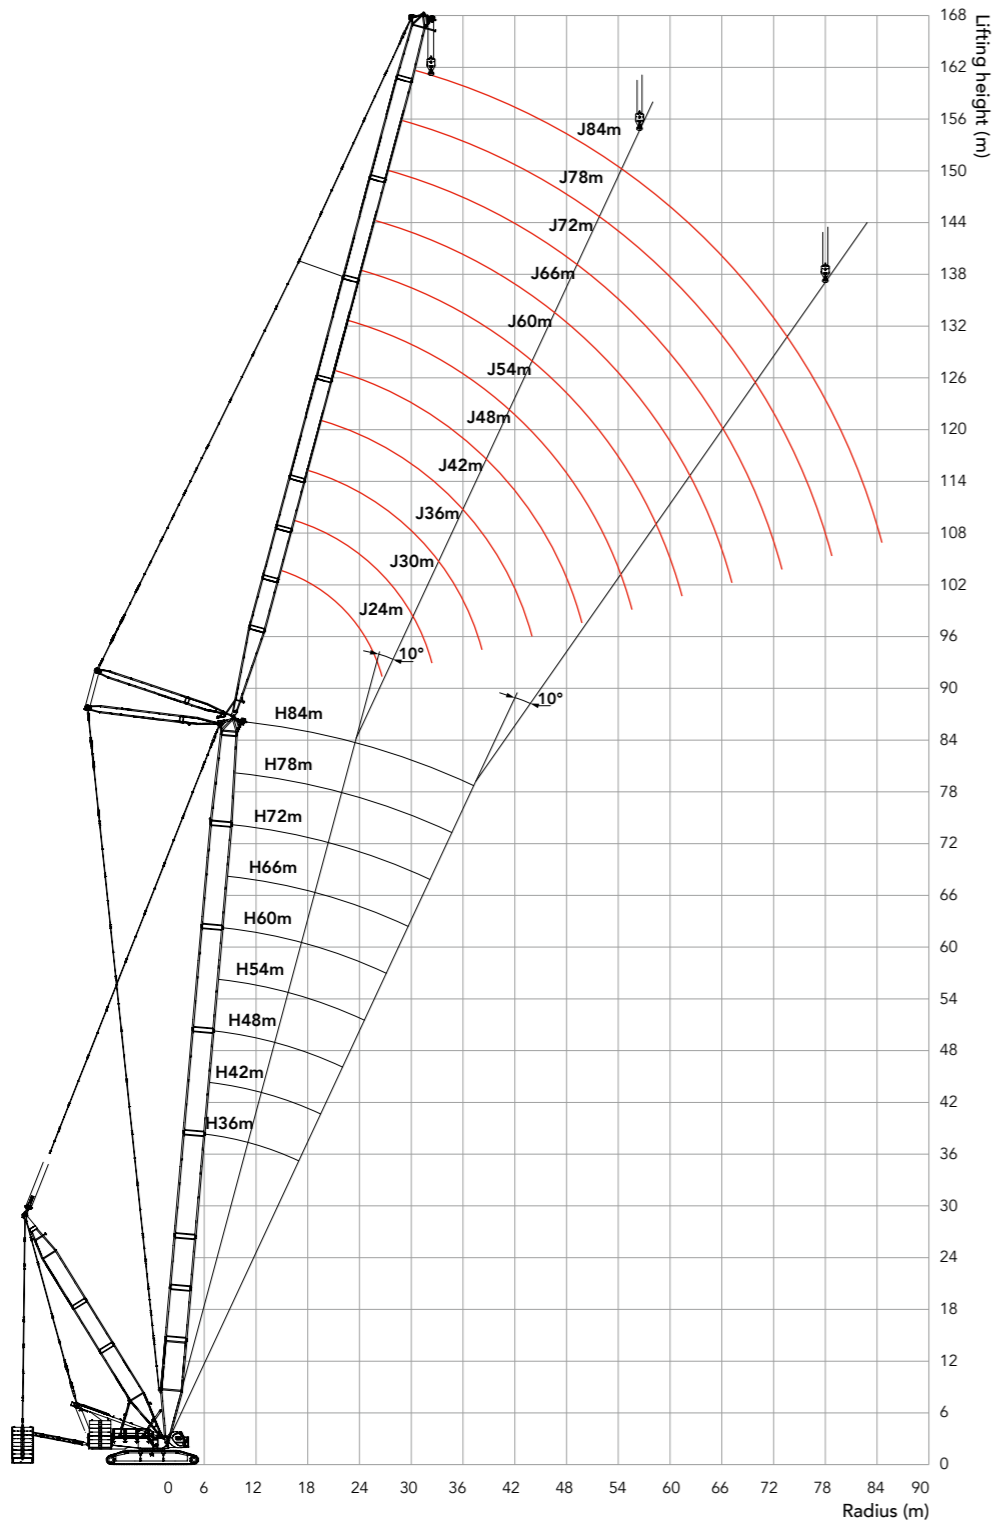 168
Lifting height (m)
162
156
J84m
150
J78m
144
J72m
138
J66m
132
J60m
126
J54m
120
J48m
114
J42m
108
J36m
102
J30m
96
J24m
10°
90
10°
H84m
84
H78m
78
H72m
72
H66m
66
H60m
60
H54m
54
H48m
48
H42m
42
H36m
36
30
24
18
12
6
0
0 6 12 18 24 30 36 42 48 54 60 66 72 78 84 90
Radius (m)